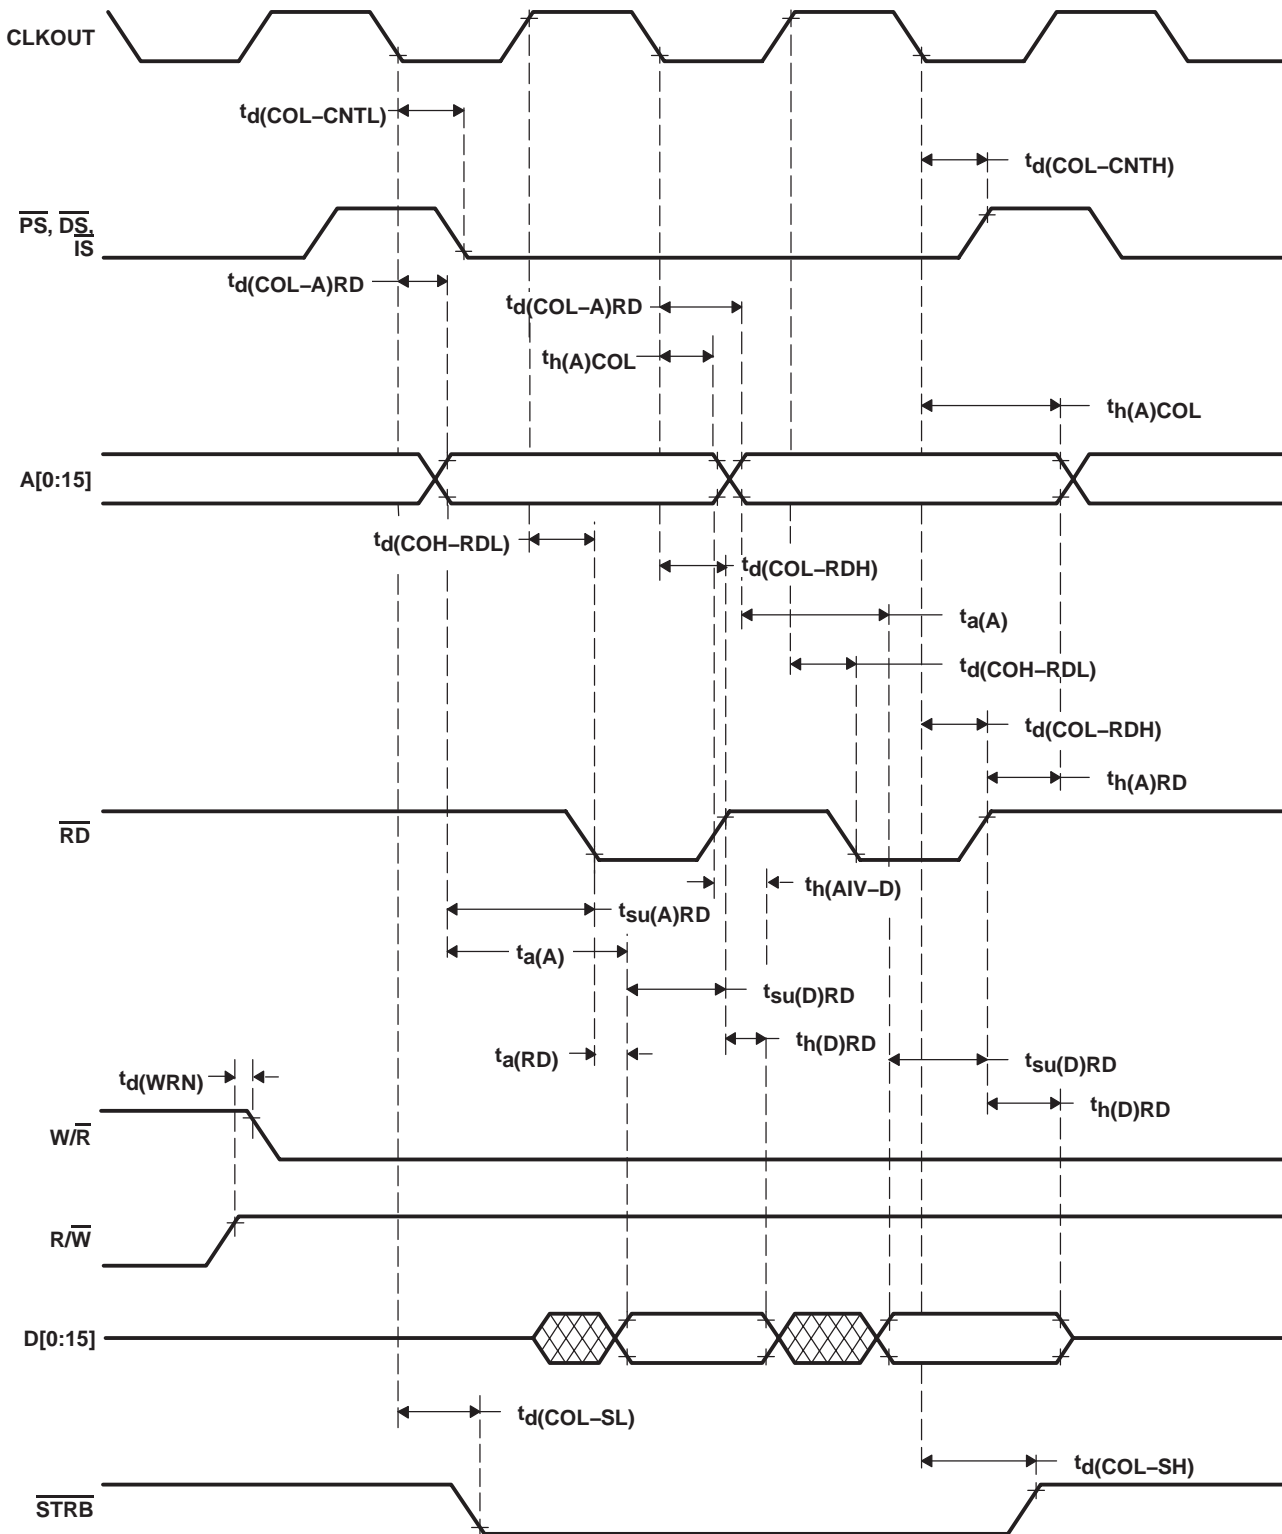 CLKOUT
td(COL–CNTL)
td(COL–CNTH)
PS, DS,
IS
td(COL–A)RD
td(COL–A)RD
th(A)COL
th(A)COL
A[0:15]
td(COH–RDL)
td(COL–RDH)
ta(A)
td(COH–RDL)
td(COL–RDH)
th(A)RD
RD
th(AIV–D)
tsu(A)RD
ta(A)
tsu(D)RD
th(D)RD
ta(RD)
tsu(D)RD
td(WRN)
th(D)RD
W/R
R/W
D[0:15]
td(COL–SL)
td(COL–SH)
STRB